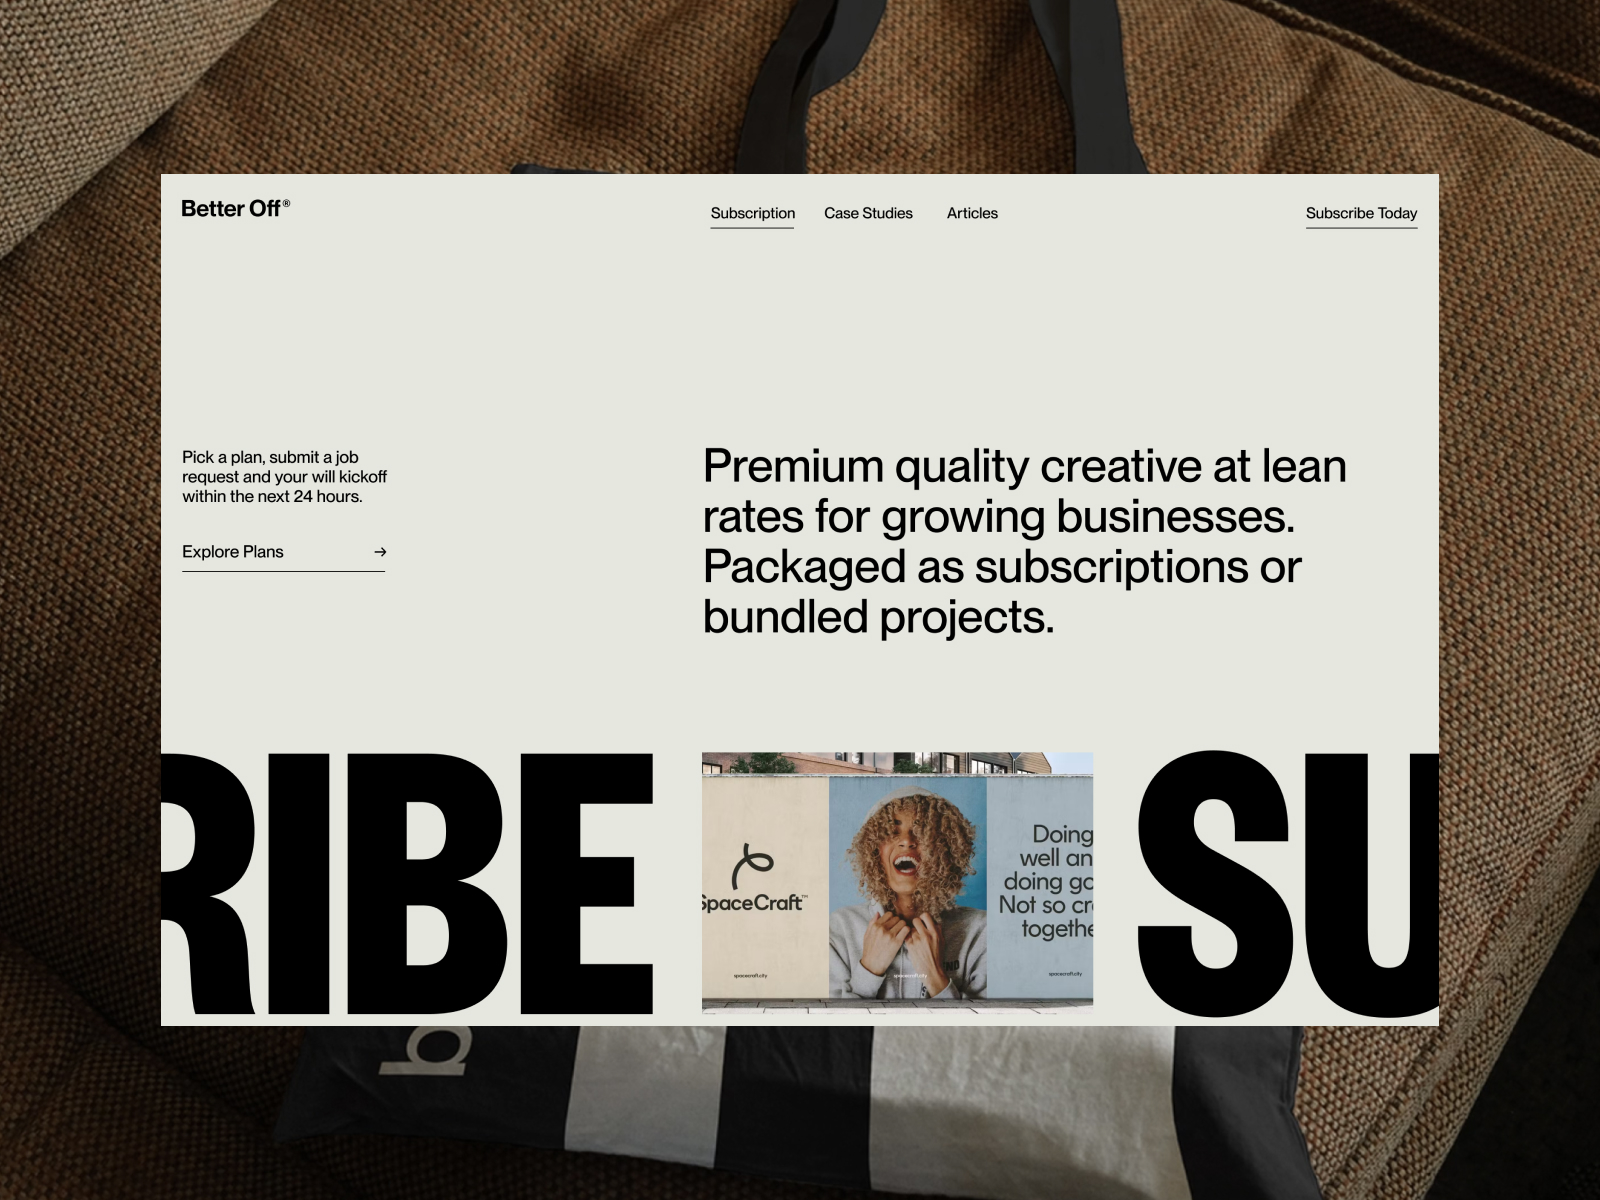 Better Off®
Subscription Case Studies Articles
Subscribe Today
Pick a plan, submit a job
request and your will kickoff
within the next 24 hours.
Explore Plans →
Premium quality creative at lean
rates for growing businesses.
Packaged as subscriptions or
bundled projects.
RIBE
SpaceCraft™
spacecraft.city
spacecraft.city
Doing
well an
doing go
Not so cr
togethe
spacecraft.city
SU
b